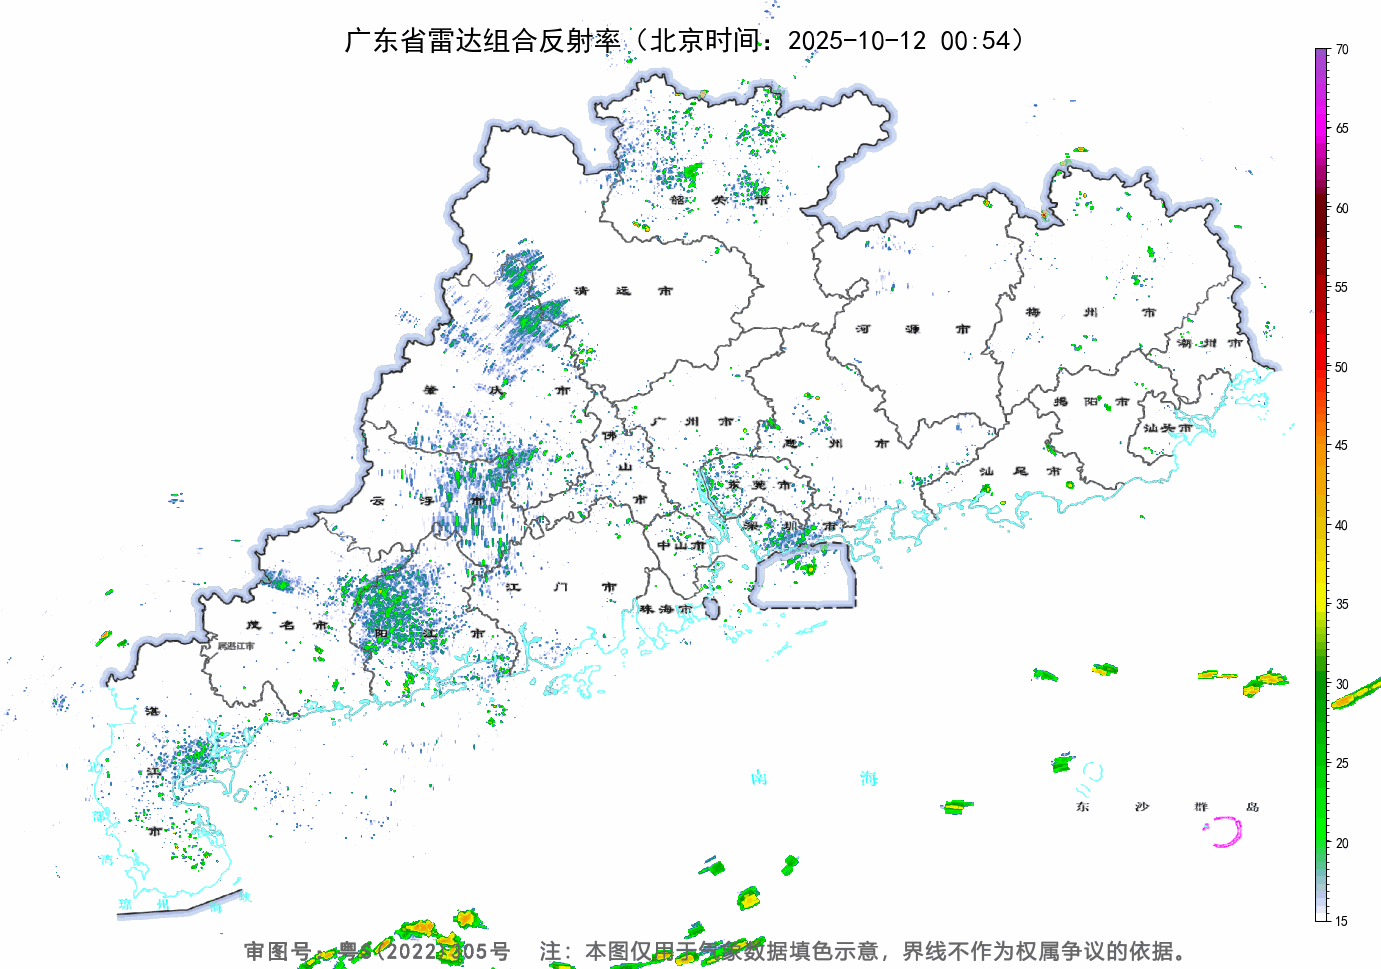 广东省雷达组合反射率（北京时间：2025-10-12 00:54）
70
65
60
55
50
45
40
35
30
25
20
15
韶 关 市
清 远 市
河 源 市
梅 州 市
潮 州 市
肇 庆 市
广 州 市
佛 山 市
惠 州 市
揭 阳 市
汕头市
汕 尾 市
云 浮 市
东 莞 市
深 圳 市
中山市
江 门 市
珠海市
茂 名 市
属湛江市
阳 江 市
湛 江 市
北 部 湾
琼 州 海 峡
南 海
东 沙 群 岛
审图号：粤S(2022)305号 注：本图仅用于气象数据填色示意，界线不作为权属争议的依据。